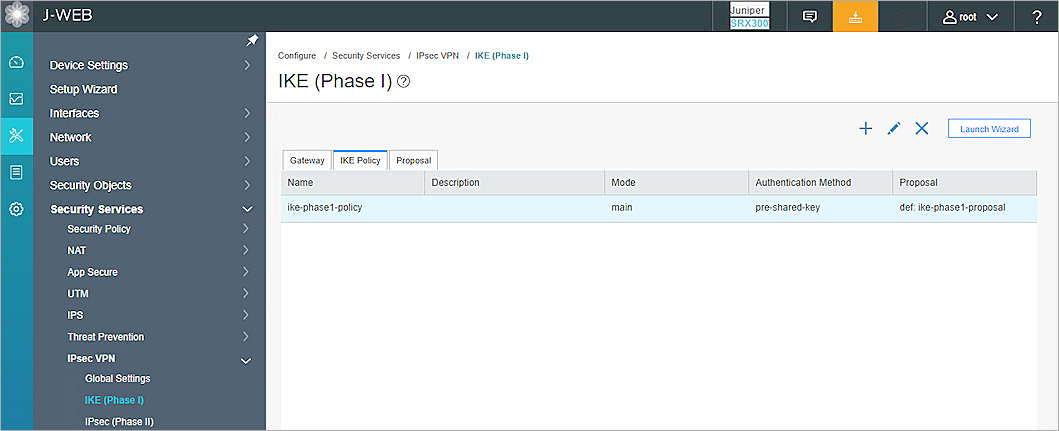 J-WEB
Juniper
SRX300
root
?
Device Settings
Setup Wizard
Interfaces
Network
Users
Security Objects
Security Services
Security Policy
NAT
App Secure
UTM
IPS
Threat Prevention
IPsec VPN
Global Settings
IKE (Phase I)
IPsec (Phase II)
Configure / Security Services / IPsec VPN / IKE (Phase I)
IKE (Phase I) ?
Launch Wizard
Gateway IKE Policy Proposal
Name Description Mode Authentication Method Proposal
ike-phase1-policy main pre-shared-key def: ike-phase1-proposal